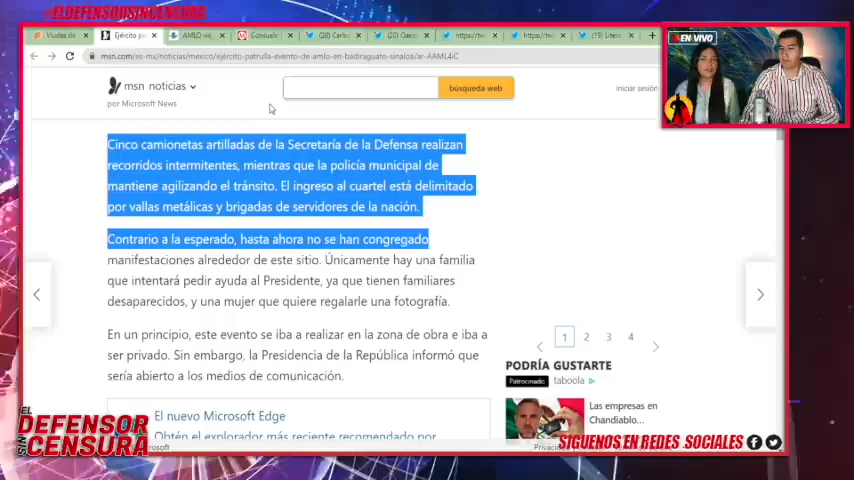 #ELDEFENSORSINCENSURA
Viudas de
Ejército pa
AMLO viaj
Consuelo
(20) Carlos
(20) Oaxa
https://tw
https://tw
(19) Litera
msn.com/es-mx/noticias/mexico/ejército-patrulla-evento-de-amlo-en-badiraguato-sinaloa/ar-AAML4iC
EN VIVO
msn noticias
por Microsoft News
búsqueda web
Iniciar sesión
Cinco camionetas artilladas de la Secretaría de la Defensa realizan
recorridos intermitentes, mientras que la policía municipal de
mantiene agilizando el tránsito. El ingreso al cuartel está delimitado
por vallas metálicas y brigadas de servidores de la nación.
Contrario a la esperado, hasta ahora no se han congregado
manifestaciones alrededor de este sitio. Únicamente hay una familia
que intentará pedir ayuda al Presidente, ya que tienen familiares
desaparecidos, y una mujer que quiere regalarle una fotografía.
En un principio, este evento se iba a realizar en la zona de obra e iba a
ser privado. Sin embargo, la Presidencia de la República informó que
sería abierto a los medios de comunicación.
El nuevo Microsoft Edge
Obtén el explorador más reciente recomendado por
1 2 3 4
PODRÍA GUSTARTE
Patrocinado taboola
Las empresas en
Chandiablo...
EL DEFENSOR
SIN CENSURA
SIGUENOS EN REDES SOCIALES